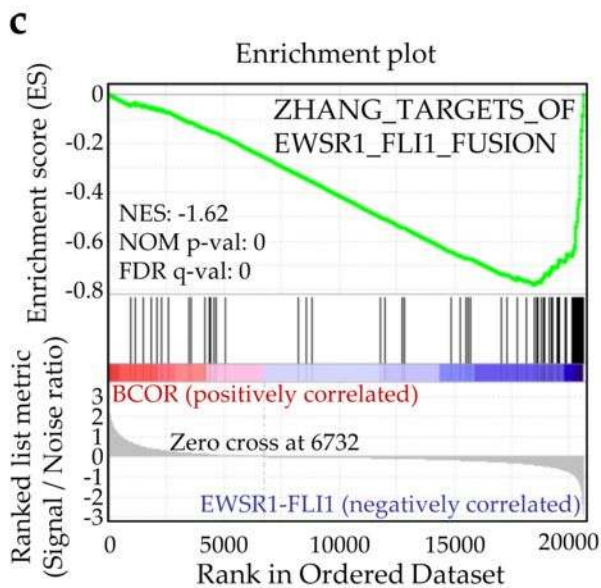 c
Enrichment plot
Enrichment score (ES)
0
-0.2
-0.4
-0.6
-0.8
ZHANG_TARGETS_OF
EWSR1_FLI1_FUSION
NES: -1.62
NOM p-val: 0
FDR q-val: 0
Ranked list metric
(Signal / Noise ratio)
3
2
1
0
-1
-2
-3
BCOR (positively correlated)
Zero cross at 6732
EWSR1-FLI1 (negatively correlated)
0 5000 10000 15000 20000
Rank in Ordered Dataset